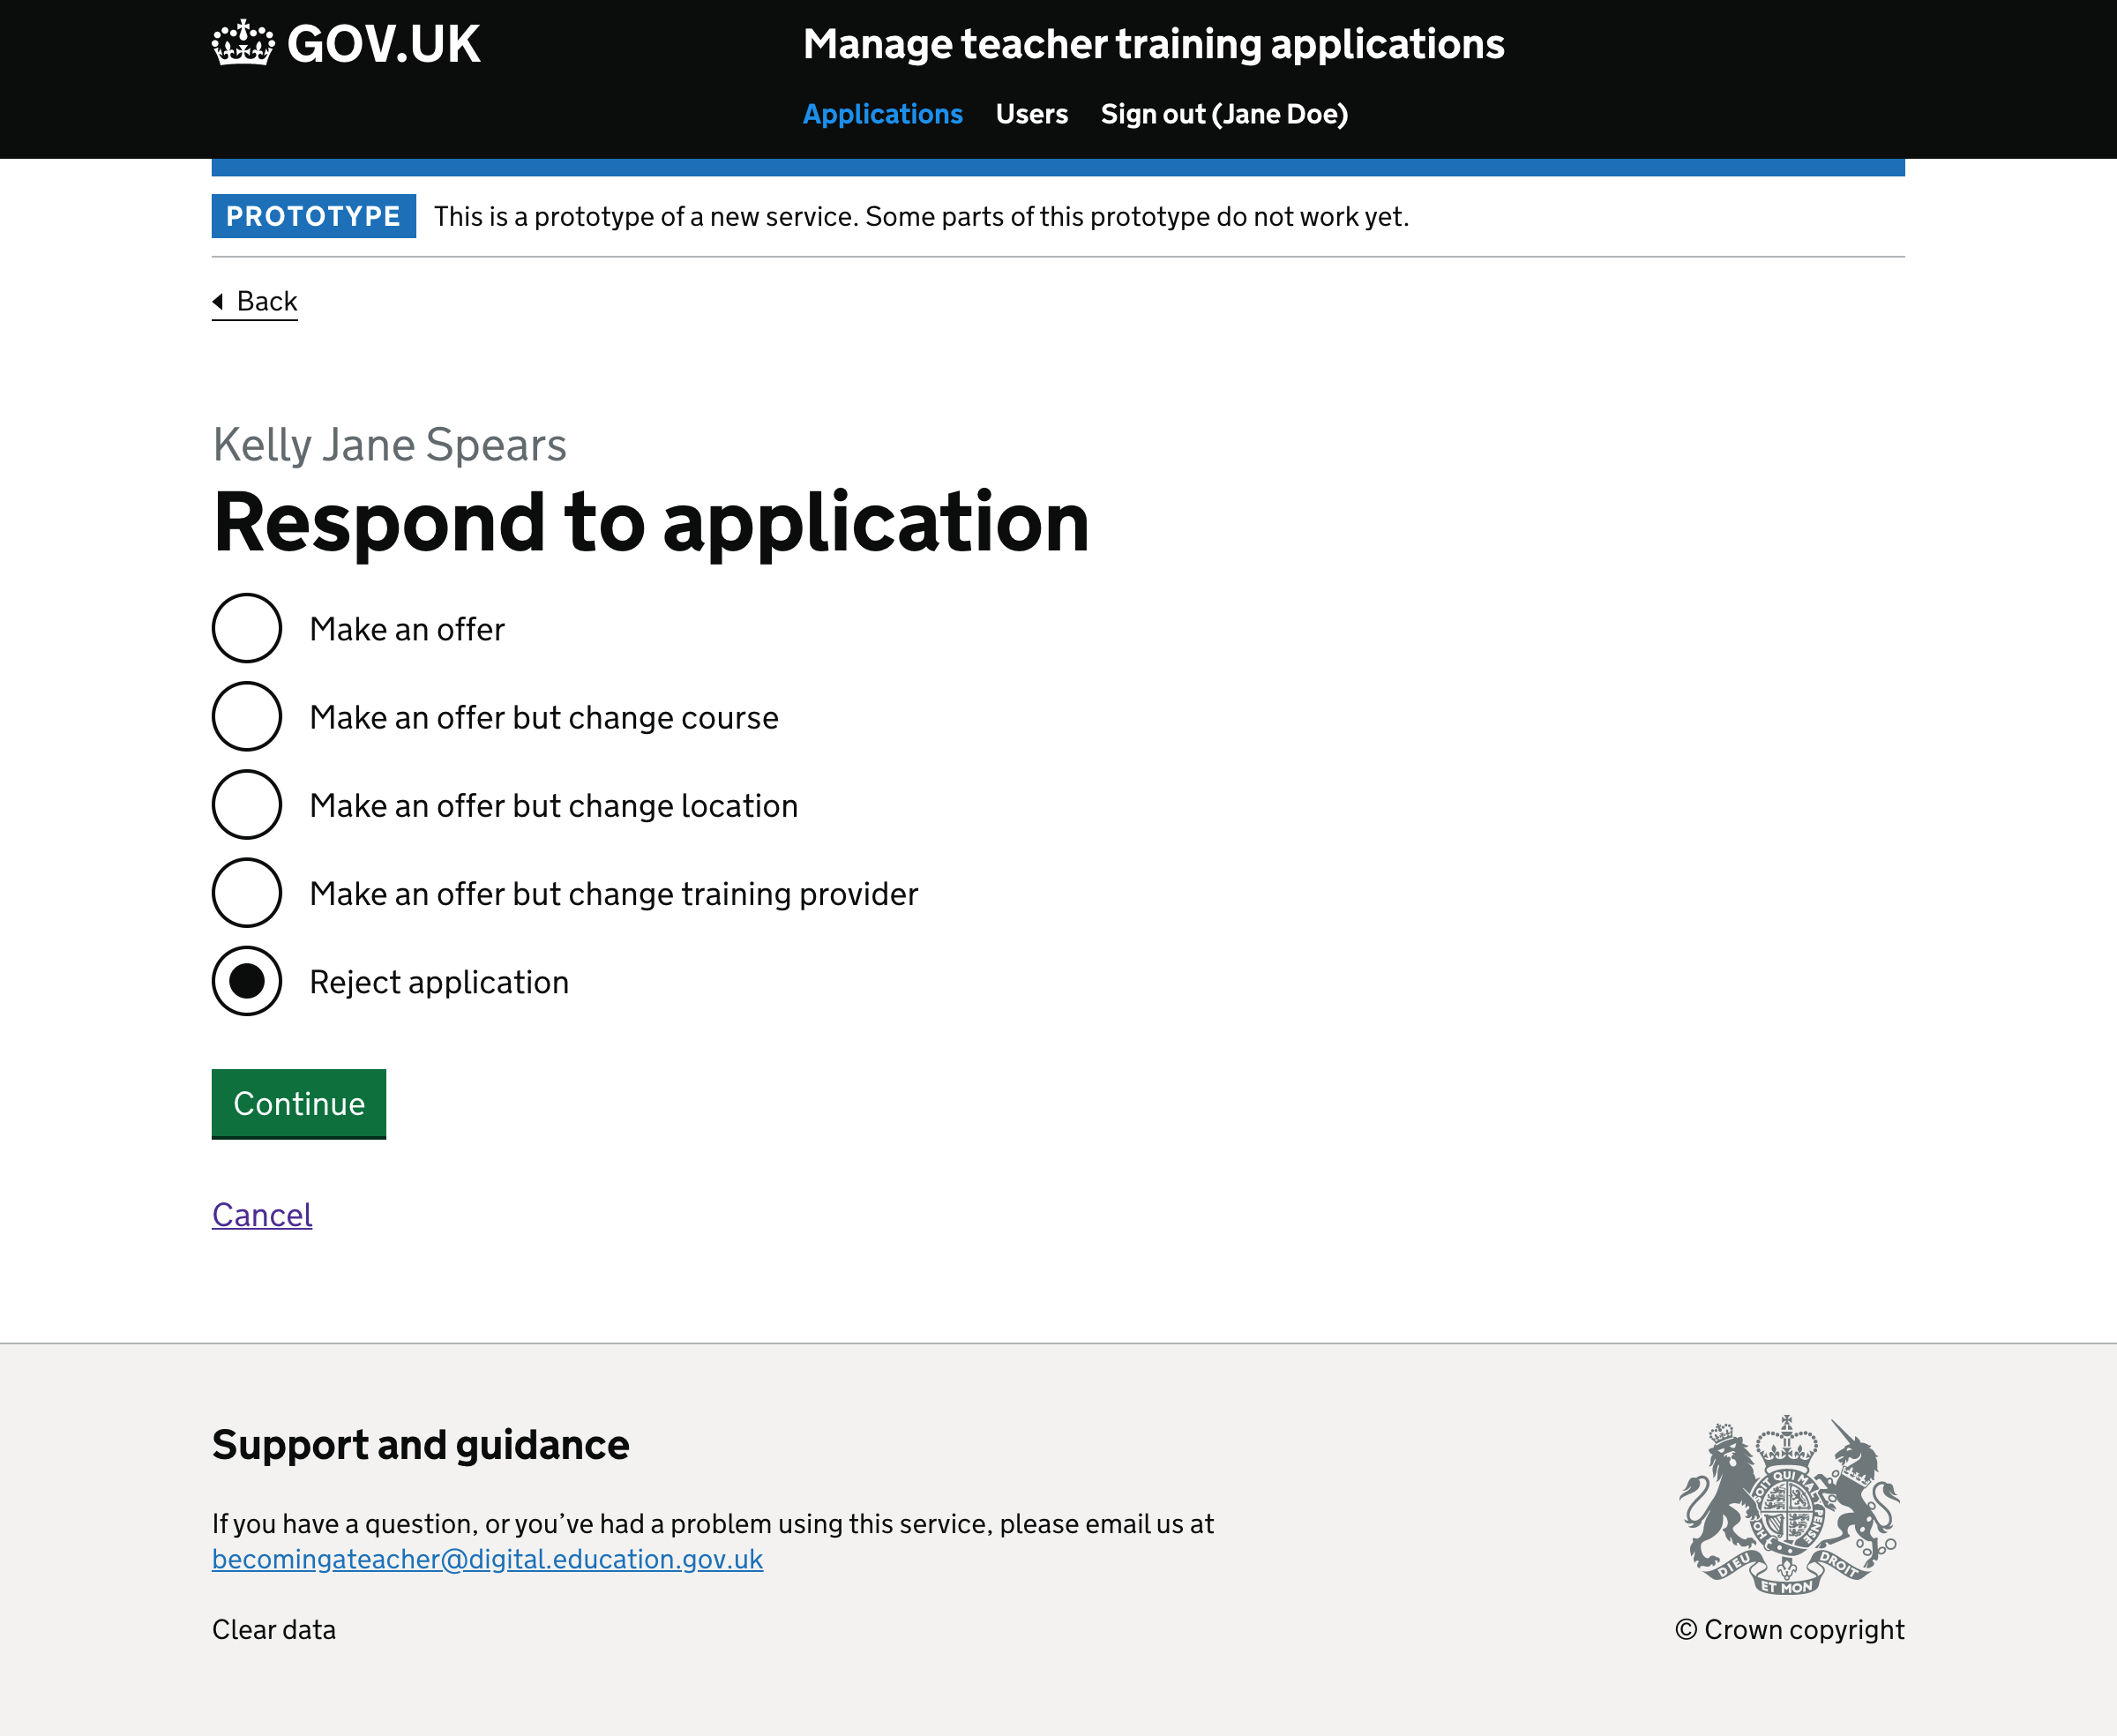 GOV.UK
Manage teacher training applications
Applications Users Sign out (Jane Doe)
PROTOTYPE This is a prototype of a new service. Some parts of this prototype do not work yet.
Back
Kelly Jane Spears
Respond to application
Make an offer
Make an offer but change course
Make an offer but change location
Make an offer but change training provider
Reject application
Continue
Cancel
Support and guidance
If you have a question, or you’ve had a problem using this service, please email us at
becomingateacher@digital.education.gov.uk
Clear data
SOIT QUI MAL Y PENSE
DIEU ET MON DROIT
© Crown copyright